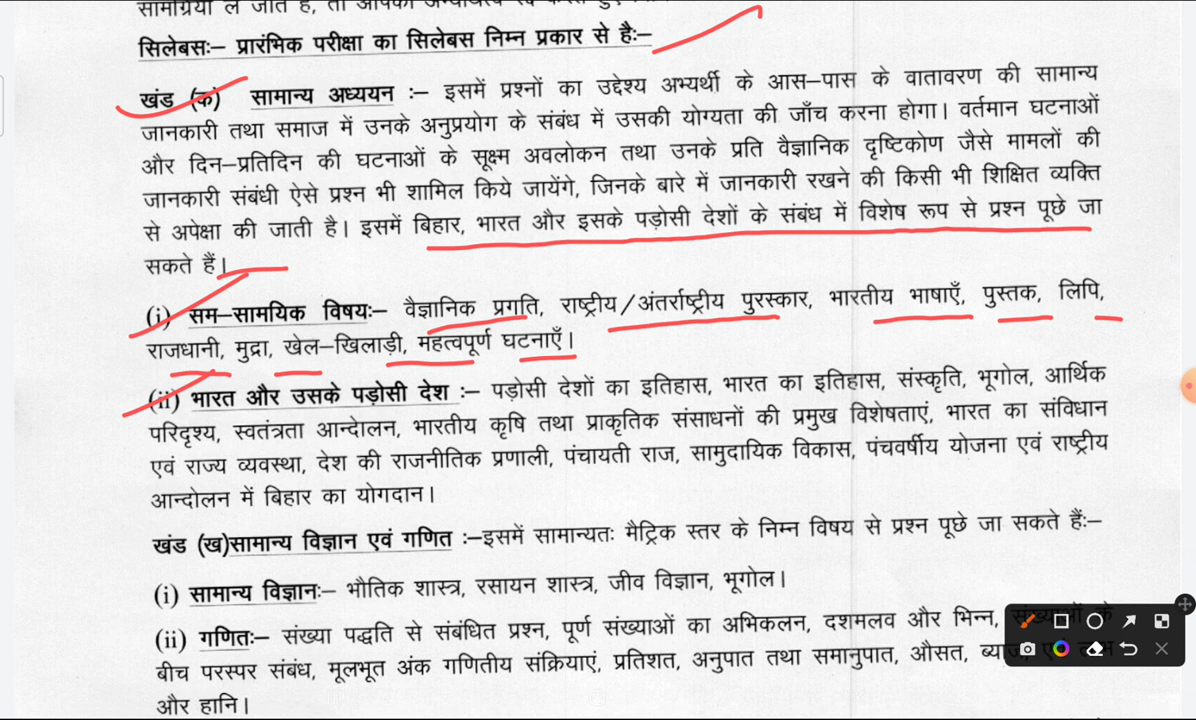 सामग्रियाँ ले जाते हैं, तो आपका
सिलेबसः– प्रारंभिक परीक्षा का सिलेबस निम्न प्रकार से हैः–
खंड (क) सामान्य अध्ययन :– इसमें प्रश्नों का उद्देश्य अभ्यर्थी के आस–पास के वातावरण की सामान्य
जानकारी तथा समाज में उनके अनुप्रयोग के संबंध में उसकी योग्यता की जाँच करना होगा। वर्तमान घटनाओं
और दिन–प्रतिदिन की घटनाओं के सूक्ष्म अवलोकन तथा उनके प्रति वैज्ञानिक दृष्टिकोण जैसे मामलों की
जानकारी संबंधी ऐसे प्रश्न भी शामिल किये जायेंगे, जिनके बारे में जानकारी रखने की किसी भी शिक्षित व्यक्ति
से अपेक्षा की जाती है। इसमें बिहार, भारत और इसके पड़ोसी देशों के संबंध में विशेष रूप से प्रश्न पूछे जा
सकते हैं।
(i) सम–सामयिक विषयः– वैज्ञानिक प्रगति, राष्ट्रीय/अंतर्राष्ट्रीय पुरस्कार, भारतीय भाषाएँ, पुस्तक, लिपि,
राजधानी, मुद्रा, खेल–खिलाड़ी, महत्वपूर्ण घटनाएँ।
(ii) भारत और उसके पड़ोसी देश :– पड़ोसी देशों का इतिहास, भारत का इतिहास, संस्कृति, भूगोल, आर्थिक
परिदृश्य, स्वतंत्रता आन्दोलन, भारतीय कृषि तथा प्राकृतिक संसाधनों की प्रमुख विशेषताएं, भारत का संविधान
एवं राज्य व्यवस्था, देश की राजनीतिक प्रणाली, पंचायती राज, सामुदायिक विकास, पंचवर्षीय योजना एवं राष्ट्रीय
आन्दोलन में बिहार का योगदान।
खंड (ख)सामान्य विज्ञान एवं गणित :–इसमें सामान्यतः मैट्रिक स्तर के निम्न विषय से प्रश्न पूछे जा सकते हैंः–
(i) सामान्य विज्ञानः– भौतिक शास्त्र, रसायन शास्त्र, जीव विज्ञान, भूगोल।
(ii) गणितः– संख्या पद्धति से संबंधित प्रश्न, पूर्ण संख्याओं का अभिकलन, दशमलव और भिन्न, संख्याओं के
बीच परस्पर संबंध, मूलभूत अंक गणितीय संक्रियाएं, प्रतिशत, अनुपात तथा समानुपात, औसत,
और हानि।